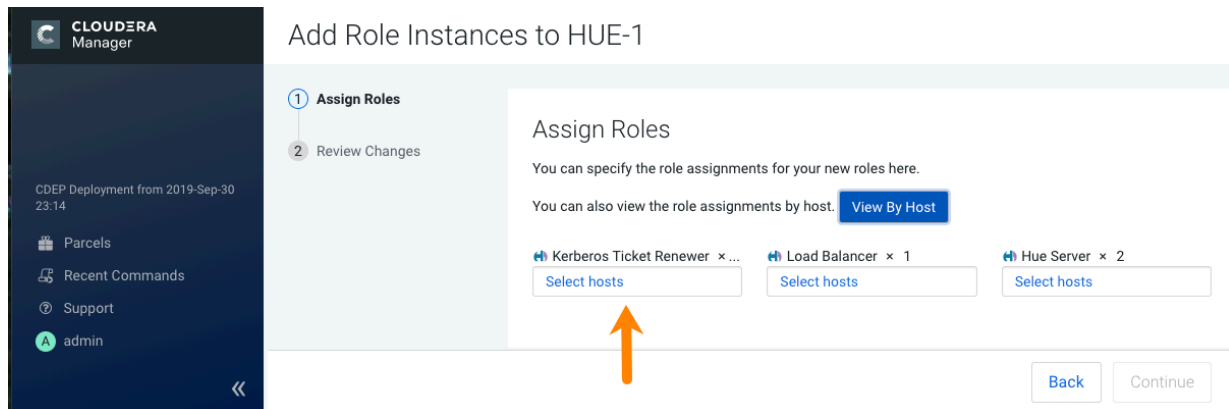 CLOUDERA
Manager
Add Role Instances to HUE-1
1 Assign Roles
2 Review Changes
CDEP Deployment from 2019-Sep-30
23:14
Parcels
Recent Commands
Support
A admin
Assign Roles
You can specify the role assignments for your new roles here.
You can also view the role assignments by host. View By Host
Kerberos Ticket Renewer × ... Load Balancer × 1 Hue Server × 2
Select hosts Select hosts Select hosts
Back Continue